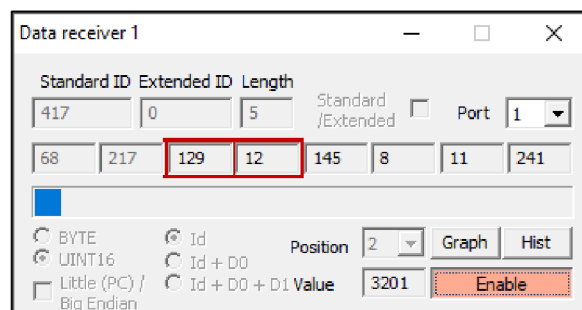 Data receiver 1
Standard ID Extended ID Length
417 0 5 Standard /Extended Port 1
68 217 129 12 145 8 11 241
BYTE Id Position 2 Graph Hist
UINT16 Id + D0
Little (PC) / Id + D0 + D1 Value 3201 Enable
Big Endian